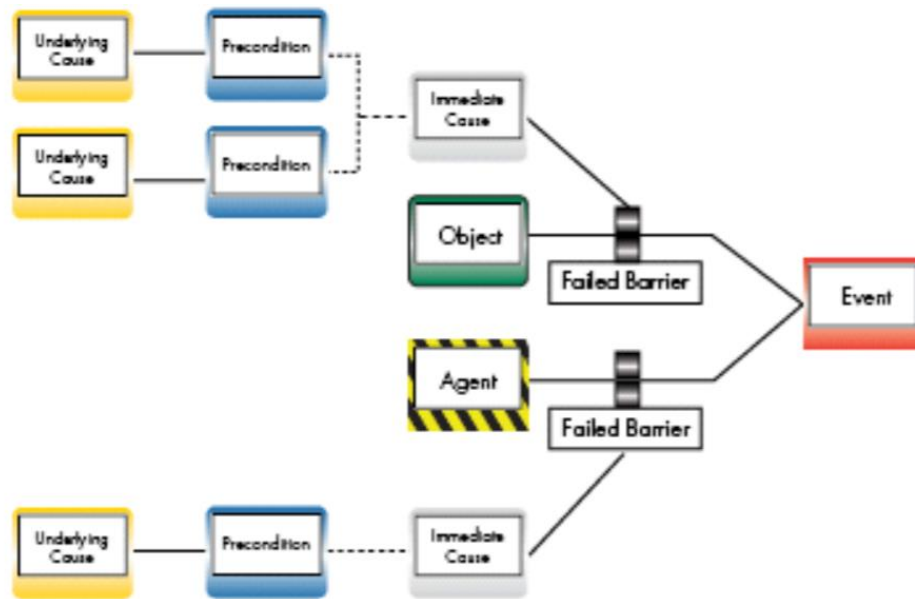 Underlying
Cause
Precondition
Immediate
Cause
Underlying
Cause
Precondition
Object
Failed Barrier
Event
Agent
Failed Barrier
Underlying
Cause
Precondition
Immediate
Cause